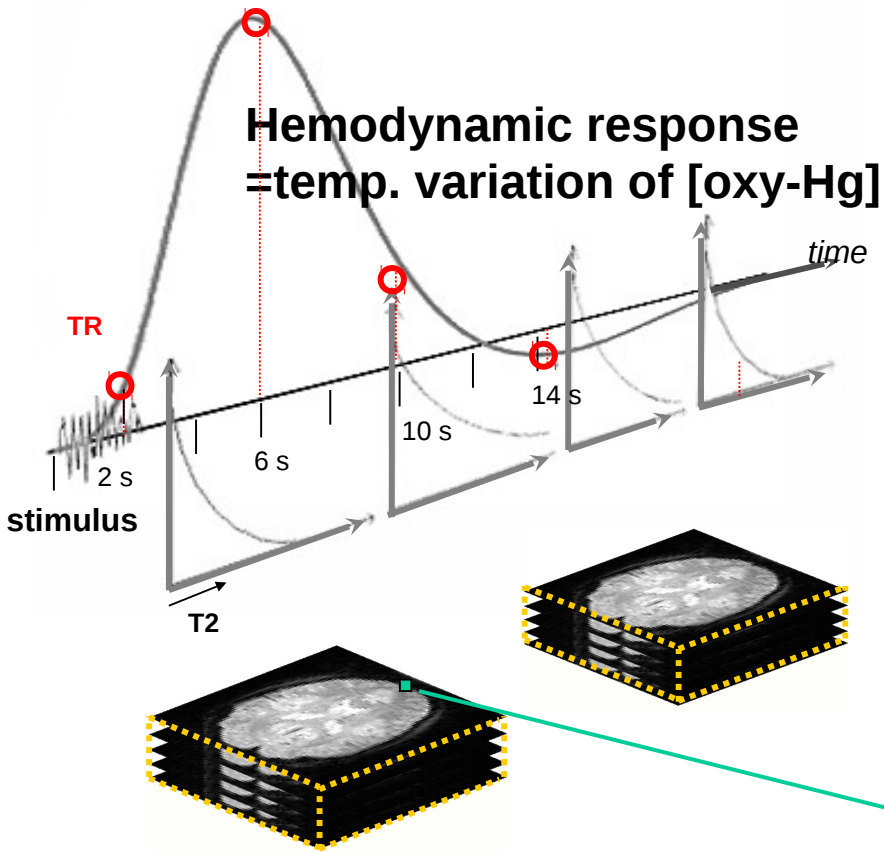 Hemodynamic response
=temp. variation of [oxy-Hg]
time
TR
14 s
10 s
6 s
2 s
stimulus
T2